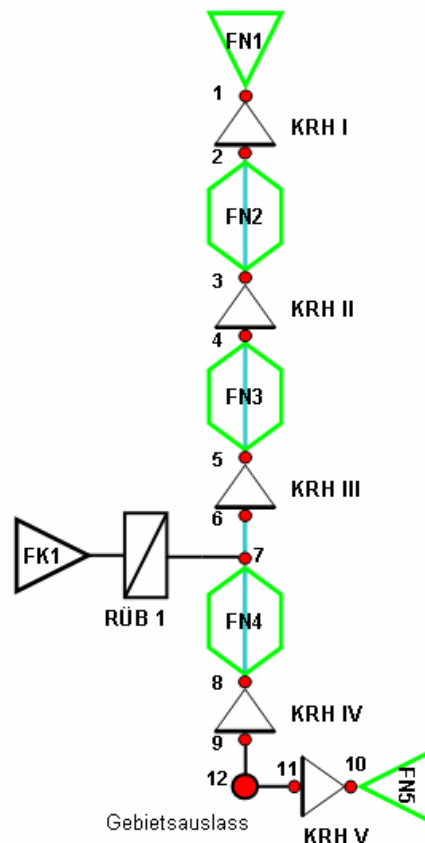 FN1
1
KRH I
2
FN2
3
KRH II
4
FN3
5
KRH III
6
FK1
7
RÜB 1
FN4
8
KRH IV
9
12
11
10
FN5
Gebietsauslass
KRH V